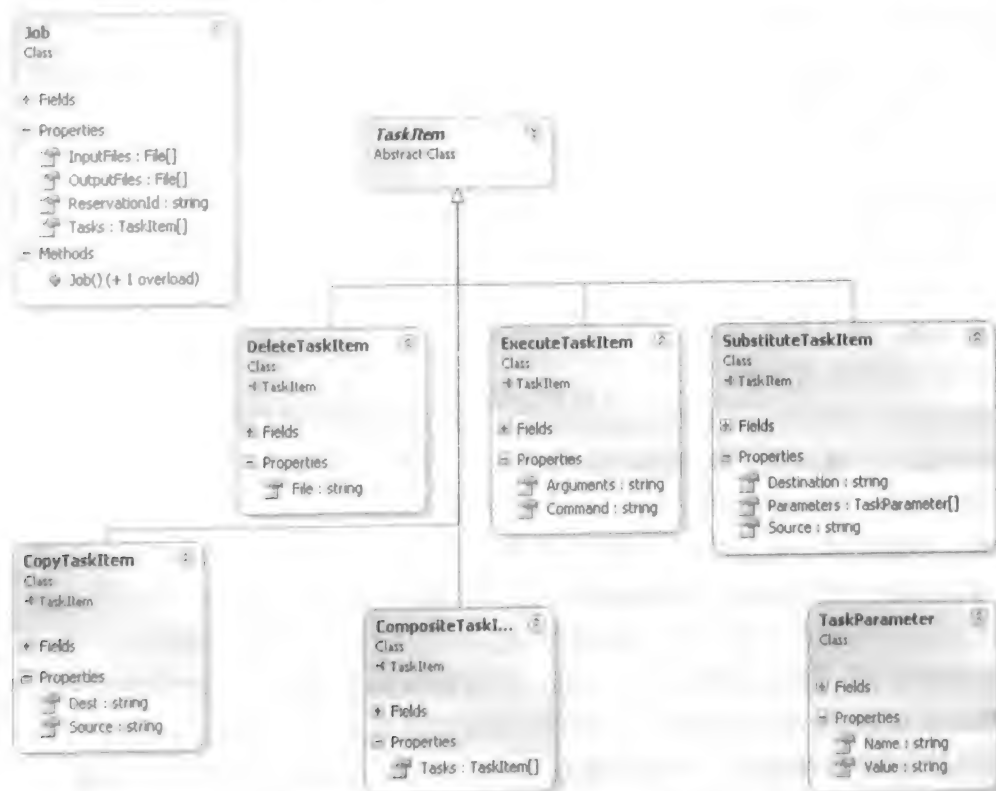 Job
Class
Fields
Properties
InputFiles : File[]
OutputFiles : File[]
ReservationId : string
Tasks : TaskItem[]
Methods
Job() (+ 1 overload)
TaskItem
Abstract Class
DeleteTaskItem
Class
TaskItem
Fields
Properties
File : string
ExecuteTaskItem
Class
TaskItem
Fields
Properties
Arguments : string
Command : string
SubstituteTaskItem
Class
TaskItem
Fields
Properties
Destination : string
Parameters : TaskParameter[]
Source : string
CopyTaskItem
Class
TaskItem
Fields
Properties
Dest : string
Source : string
CompositeTaskI...
Class
TaskItem
Fields
Properties
Tasks : TaskItem[]
TaskParameter
Class
Fields
Properties
Name : string
Value : string